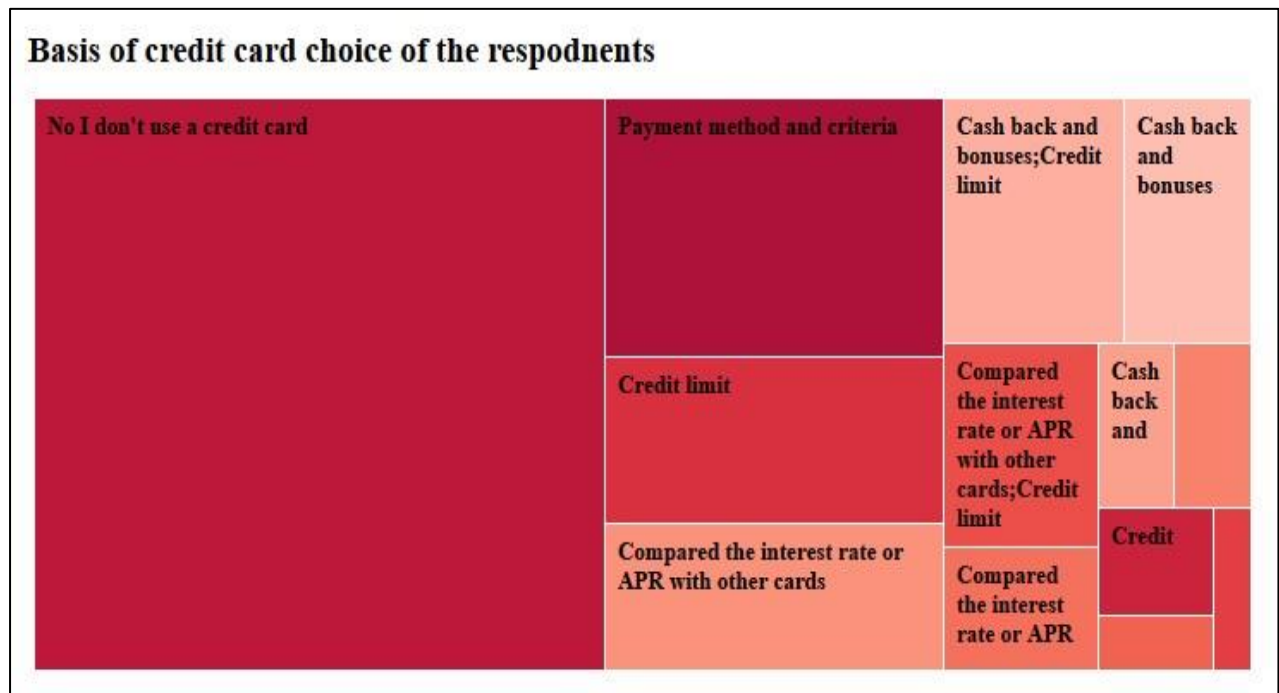 Basis of credit card choice of the respodnents
No I don't use a credit card
Payment method and criteria
Cash back and
bonuses;Credit
limit
Cash back
and
bonuses
Credit limit
Compared
the interest
rate or APR
with other
cards;Credit
limit
Cash
back
and
Credit
Compared the interest rate or
APR with other cards
Compared
the interest
rate or APR